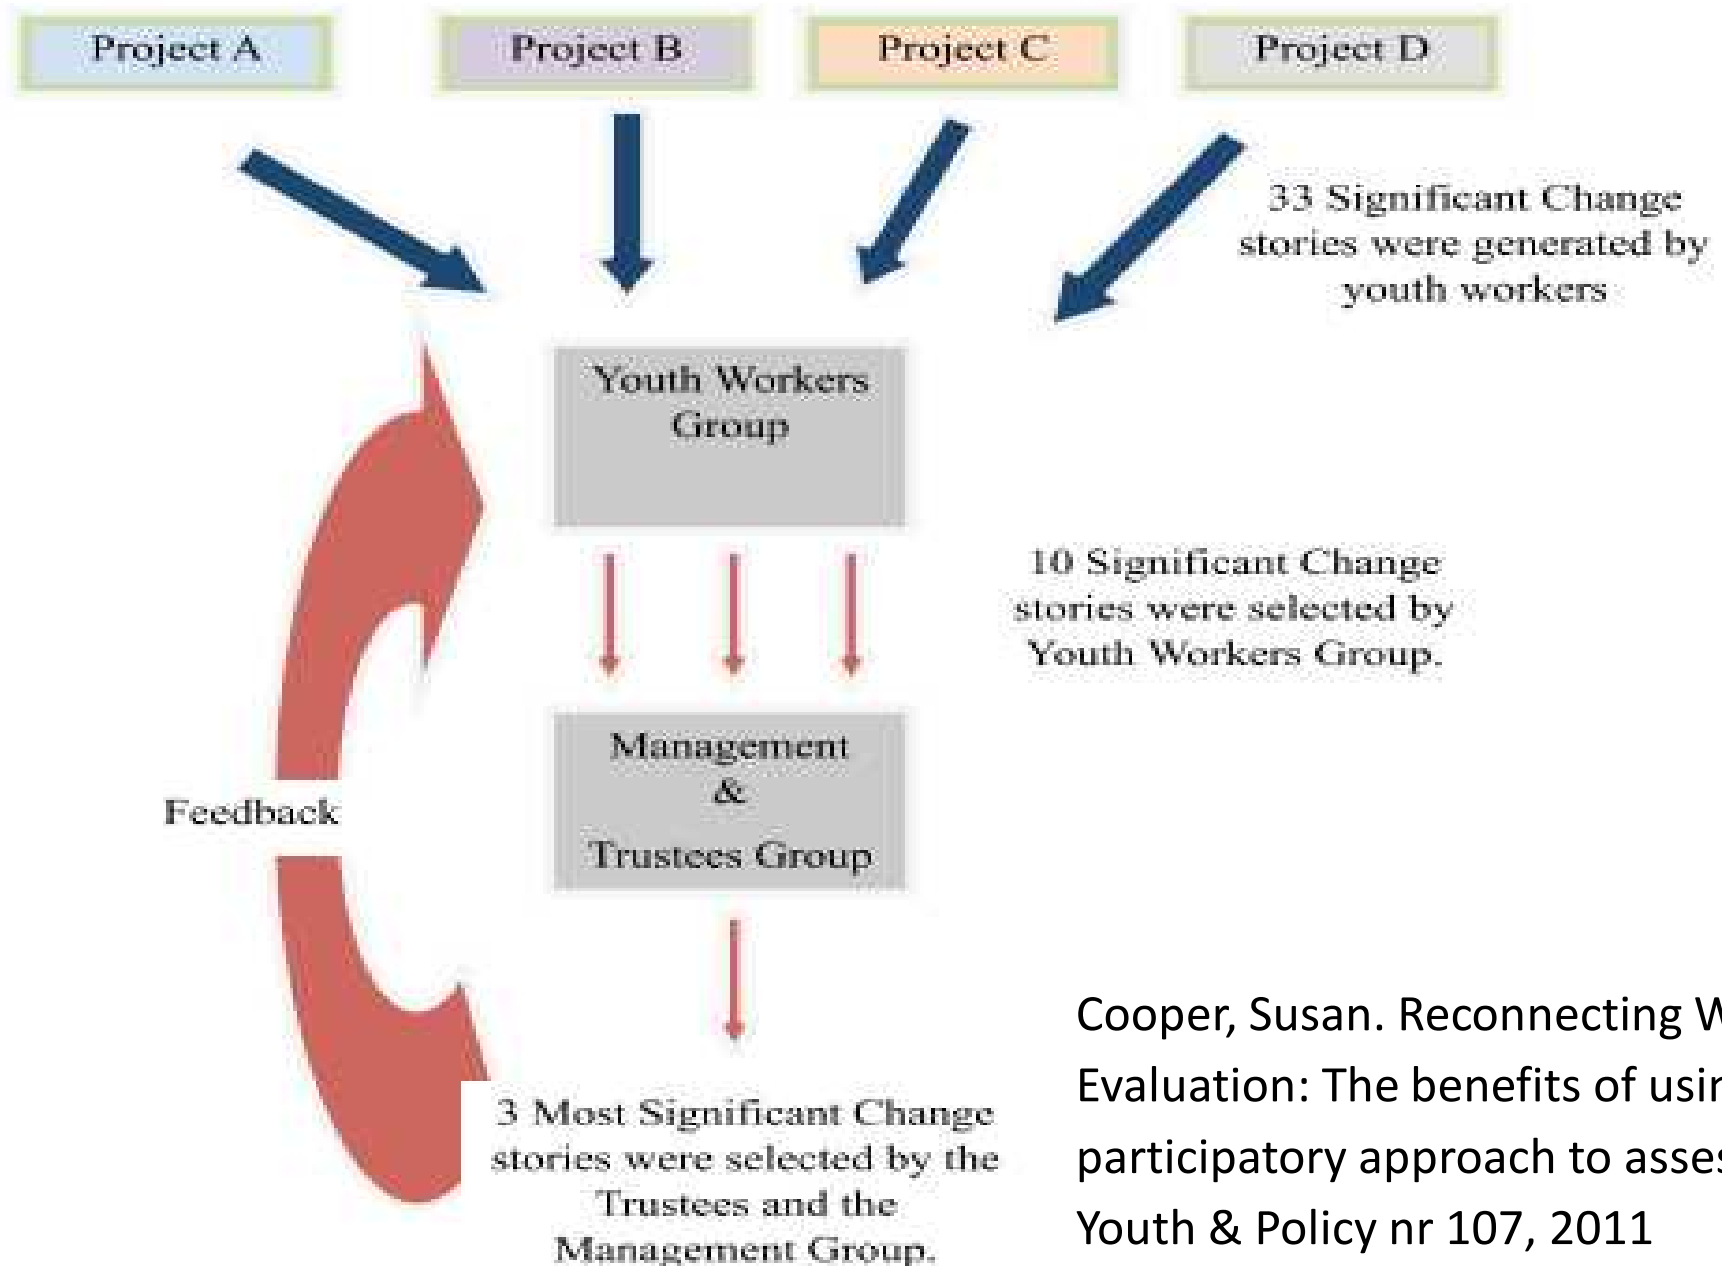 Project A
Project B
Project C
Project D
33 Significant Change
stories were generated by
youth workers
Youth Workers
Group
10 Significant Change
stories were selected by
Youth Workers Group.
Management
&
Trustees Group
Feedback
3 Most Significant Change
stories were selected by the
Trustees and the
Management Group.
Cooper, Susan. Reconnecting
Evaluation: The benefits of
participatory approach to
Youth & Policy nr 107, 2011